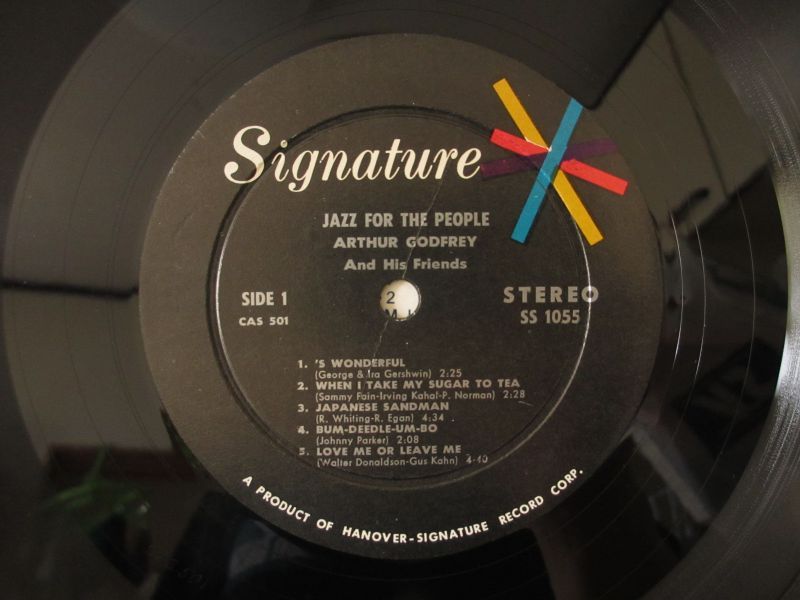 Signature
JAZZ FOR THE PEOPLE
ARTHUR GODFREY
And His Friends
SIDE 1
CAS 501
2
STEREO
SS 1055
1. 'S WONDERFUL
(George & Ira Gershwin) 2:25
2. WHEN I TAKE MY SUGAR TO TEA
(Sammy Fain-Irving Kahal-P. Norman) 2:28
3. JAPANESE SANDMAN
(R. Whiting-R. Egan) 4:34
4. BUM-DEEDLE-UM-BO
(Johnny Parker) 2:08
5. LOVE ME OR LEAVE ME
(Walter Donaldson-Gus Kahn) 4:40
A PRODUCT OF HANOVER-SIGNATURE RECORD CORP.